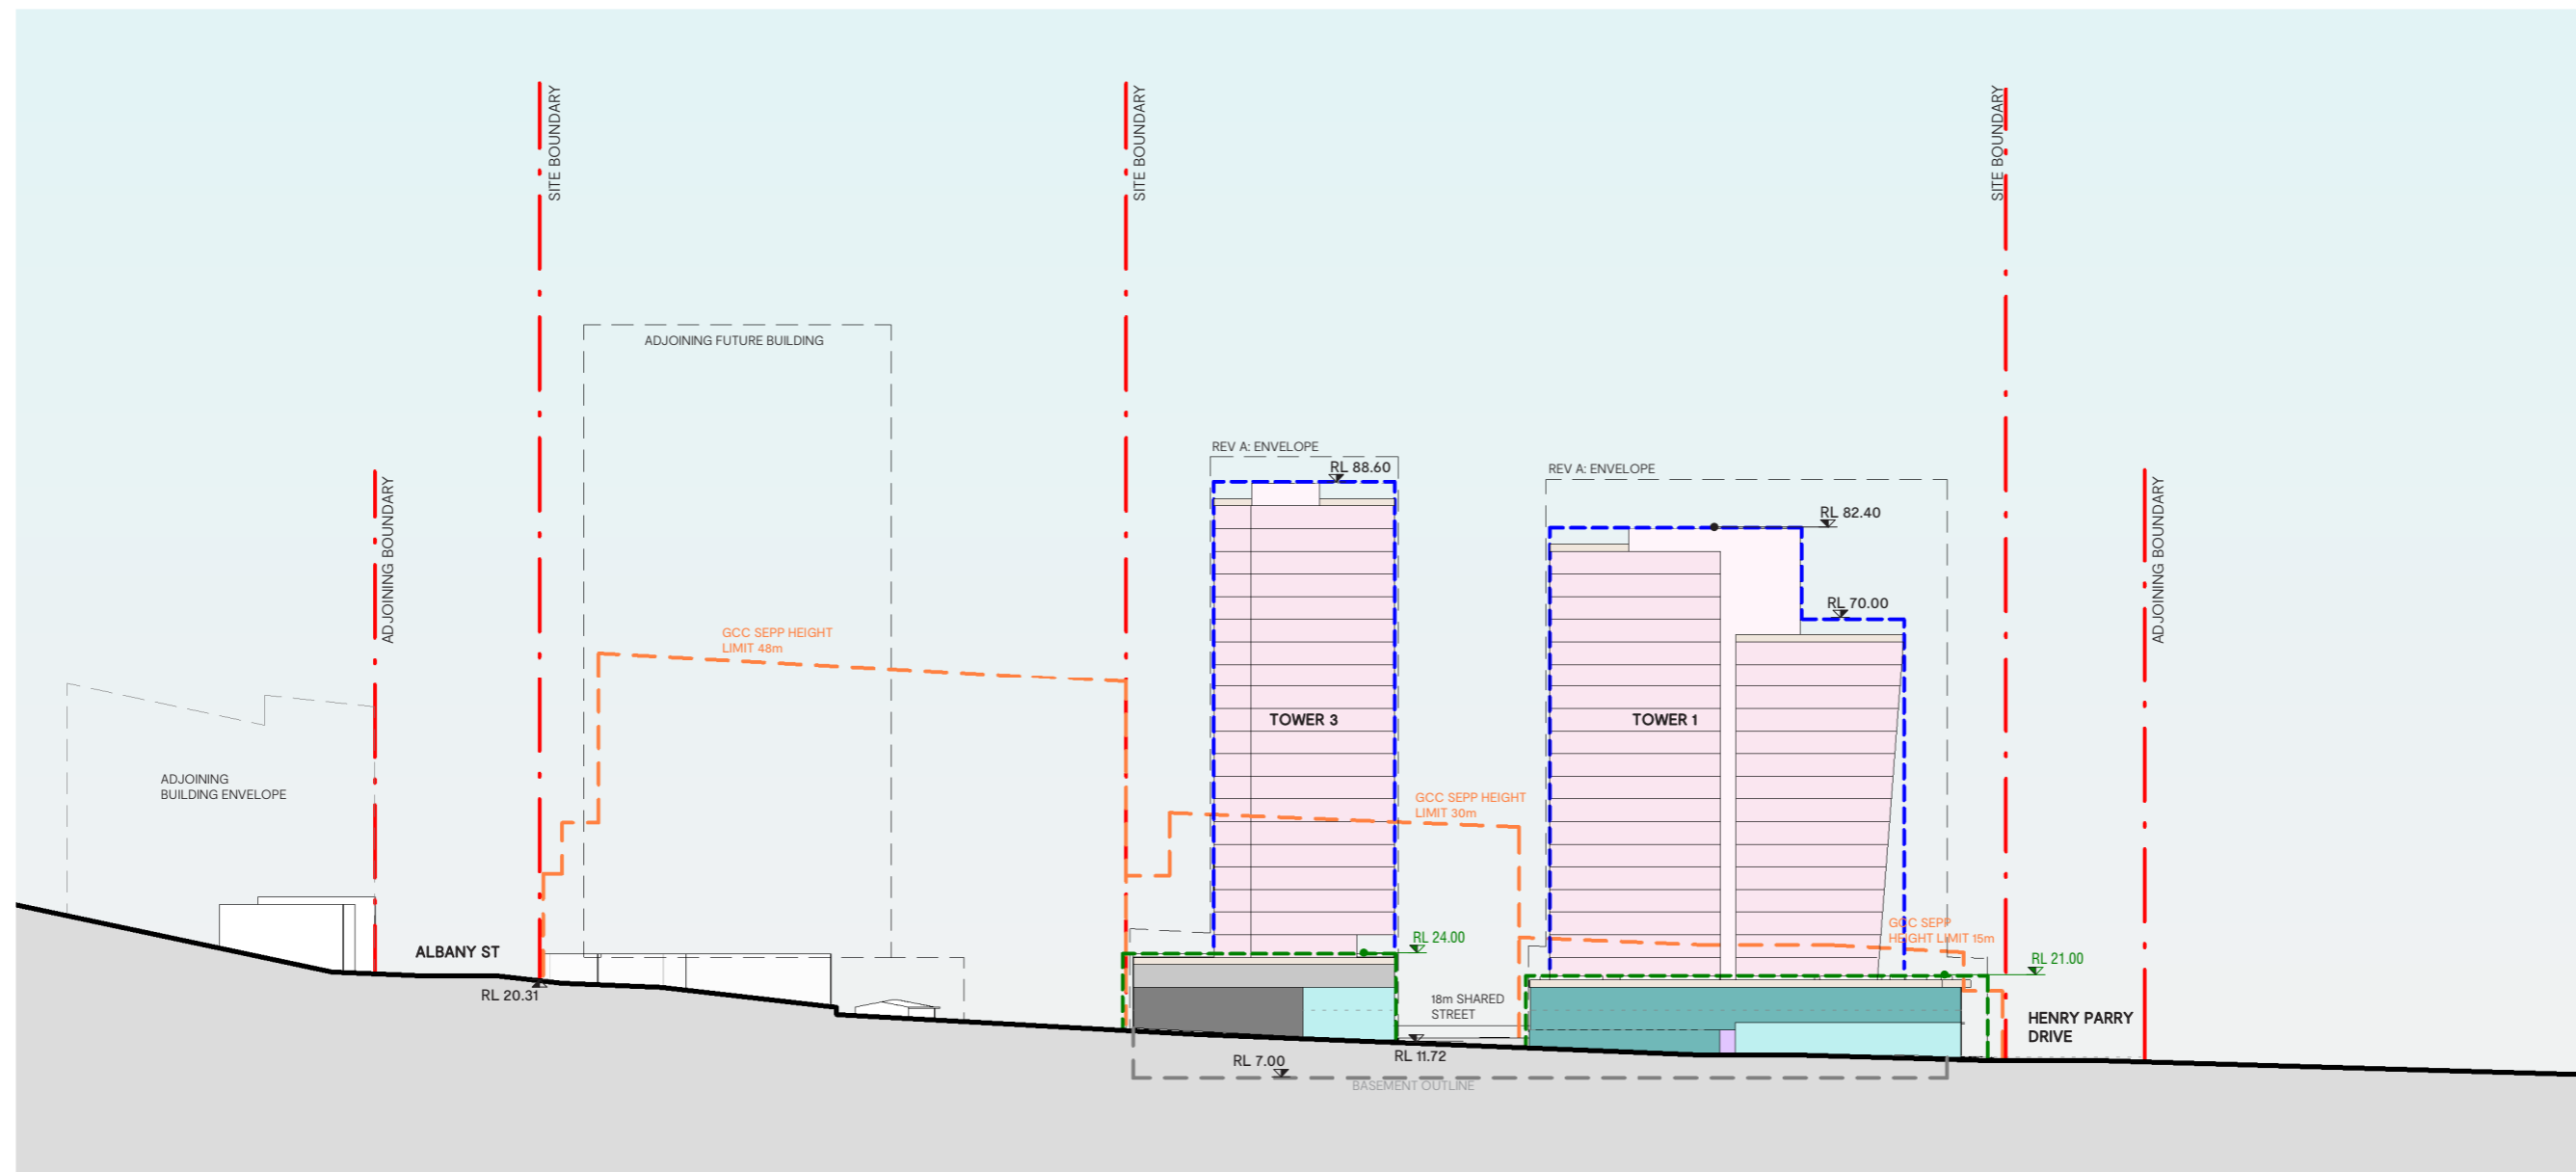 SITE BOUNDARY
SITE BOUNDARY
SITE BOUNDARY
ADJOINING FUTURE BUILDING
REV A: ENVELOPE
RL 88.60
REV A: ENVELOPE
RL 82.40
ADJOINING BOUNDARY
ADJOINING BOUNDARY
RL 70.00
GCC SEPP HEIGHT
LIMIT 48m
TOWER 3
TOWER 1
ADJOINING
BUILDING ENVELOPE
GCC SEPP HEIGHT
LIMIT 30m
GCC SEPP
HEIGHT LIMIT 15m
RL 24.00
ALBANY ST
RL 21.00
RL 20.31
18m SHARED
STREET
HENRY PARRY
DRIVE
RL 11.72
RL 7.00
BASEMENT OUTLINE